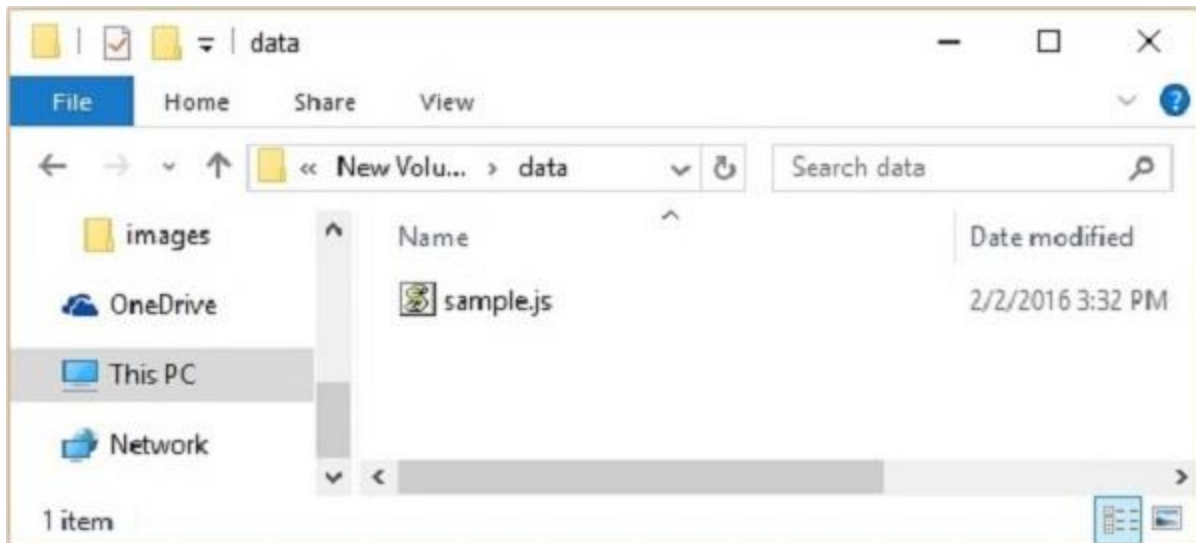 data
File Home Share View
« New Volu... › data Search data
images Name Date modified
OneDrive sample.js 2/2/2016 3:32 PM
This PC
Network
1 item